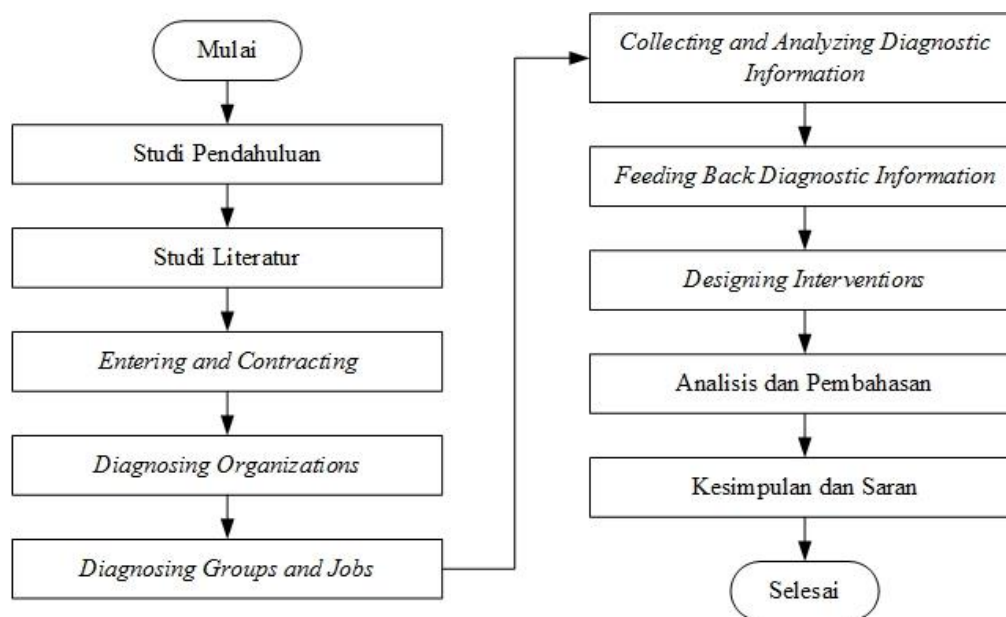 Mulai
Studi Pendahuluan
Studi Literatur
Entering and Contracting
Diagnosing Organizations
Diagnosing Groups and Jobs
Collecting and Analyzing Diagnostic
Information
Feeding Back Diagnostic Information
Designing Interventions
Analisis dan Pembahasan
Kesimpulan dan Saran
Selesai